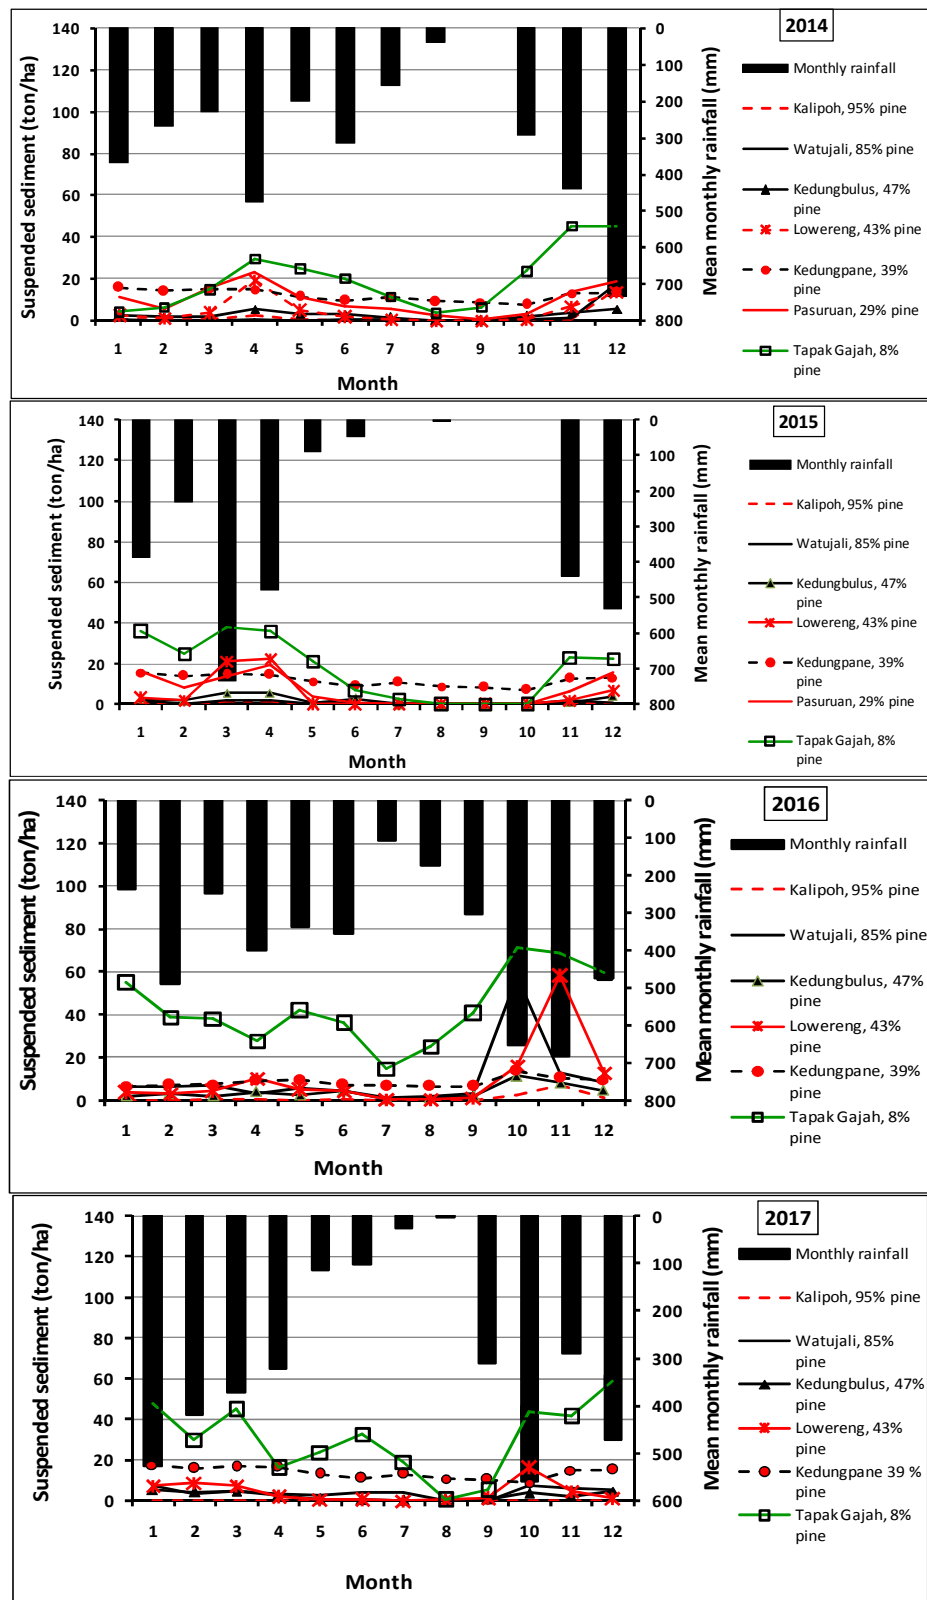 2014
Suspended sediment (ton/ha)
140
120
100
80
60
40
20
0
1 2 3 4 5 6 7 8 9 10 11 12
Month
0
100
200
300
400
500
600
700
800
Mean monthly rainfall (mm)
Monthly rainfall
Kalipoh, 95% pine
Watujali, 85% pine
Kedungbulus, 47%
pine
Lowereng, 43% pine
Kedungpane, 39%
pine
Pasuruan, 29% pine
Tapak Gajah, 8%
pine
2015
Suspended sediment (ton/ha)
140
120
100
80
60
40
20
0
1 2 3 4 5 6 7 8 9 10 11 12
Month
0
100
200
300
400
500
600
700
800
Mean monthly rainfall (mm)
Monthly rainfall
Kalipoh, 95% pine
Watujali, 85% pine
Kedungbulus, 47%
pine
Lowereng, 43% pine
Kedungpane, 39%
pine
Pasuruan, 29% pine
Tapak Gajah, 8%
pine
2016
Suspended sediment (ton/ha)
140
120
100
80
60
40
20
0
1 2 3 4 5 6 7 8 9 10 11 12
Month
0
100
200
300
400
500
600
700
800
Mean monthly rainfall (mm)
Monthly rainfall
Kalipoh, 95% pine
Watujali, 85% pine
Kedungbulus, 47%
pine
Lowereng, 43% pine
Kedungpane, 39%
pine
Tapak Gajah, 8%
pine
2017
Suspended sediment (ton/ha)
140
120
100
80
60
40
20
0
1 2 3 4 5 6 7 8 9 10 11 12
Month
0
100
200
300
400
500
600
Mean monthly rainfall (mm)
Monthly rainfall
Kalipoh, 95% pine
Watujali, 85%
pine
Kedungbulus, 47%
pine
Lowereng, 43%
pine
Kedungpane 39 %
pine
Tapak Gajah, 8%
pine